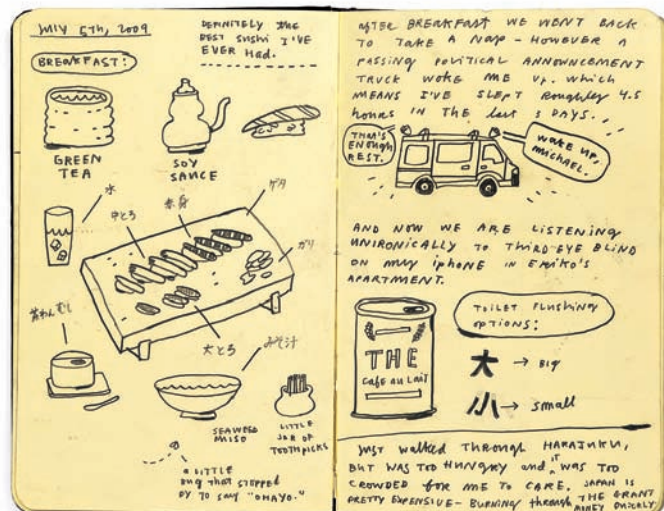 JULY 5TH, 2009
BREAKFAST:
DEFINITELY the
BEST sushi I'VE
EVER HAD.
GREEN
TEA
SOY
SAUCE
水
中とろ
赤身
ゲタ
ガリ
茶わんむし
大とろ
みそ汁
SEAWEED
MISO
LITTLE
JAR OF
TOOTHPICKS
A LITTLE
BUG THAT STOPPED
BY TO SAY "OHAYO."
AFTER BREAKFAST WE WENT BACK
TO TAKE A NAP – HOWEVER A
PASSING POLITICAL ANNOUNCEMENT
TRUCK WOKE ME UP. which
MEANS I'VE SLEPT Roughly 4.5
hours IN THE last 3 DAYS.
THAT'S
ENOUGH
REST.
WAKE UP,
MICHAEL.
AND NOW WE ARE LISTENING
UNIRONICALLY TO THIRD EYE BLIND
ON MY iPhone IN ERIKO'S
APARTMENT.
THE
Cafe au Lait
TOILET FLUSHING
OPTIONS:
大 → BIG
小 → Small
JUST WALKED THROUGH HARAJUKU,
BUT WAS TOO HUNGRY and it WAS TOO
CROWDED FOR ME TO CARE. JAPAN IS
PRETTY EXPENSIVE – BURNING through THE GRANT
MONEY QUICKLY.